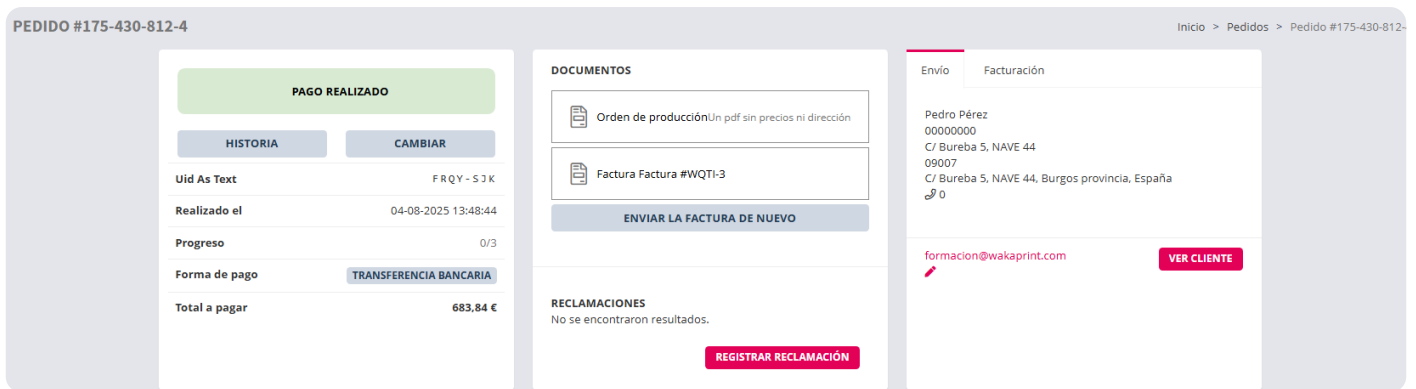 PEDIDO #175-430-812-4
Inicio > Pedidos > Pedido #175-430-812-
PAGO REALIZADO
HISTORIA
CAMBIAR
Uid As Text FRQY-SJK
Realizado el 04-08-2025 13:48:44
Progreso 0/3
Forma de pago TRANSFERENCIA BANCARIA
Total a pagar 683,84 €
DOCUMENTOS
Orden de producciónUn pdf sin precios ni dirección
Factura Factura #WQTI-3
ENVIAR LA FACTURA DE NUEVO
RECLAMACIONES
No se encontraron resultados.
REGISTRAR RECLAMACIÓN
Envío Facturación
Pedro Pérez
00000000
C/ Bureba 5, NAVE 44
09007
C/ Bureba 5, NAVE 44, Burgos provincia, España
0
formacion@wakaprint.com
VER CLIENTE